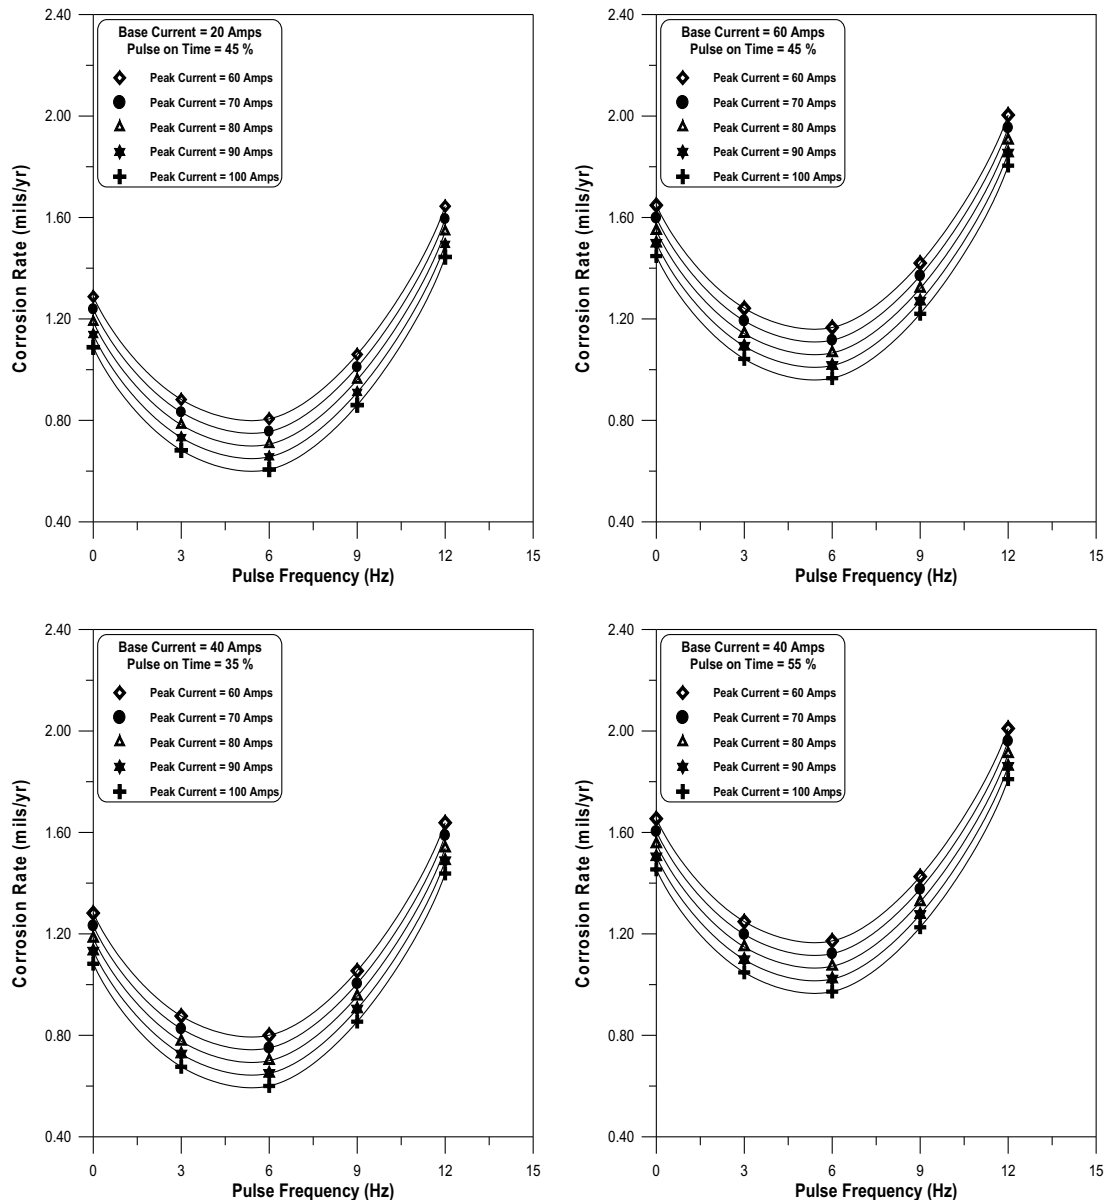 2.40
2.00
1.60
1.20
0.80
0.40
Corrosion Rate (mils/yr)
Base Current = 20 Amps
Pulse on Time = 45 %
Peak Current = 60 Amps
Peak Current = 70 Amps
Peak Current = 80 Amps
Peak Current = 90 Amps
Peak Current = 100 Amps
0 3 6 9 12 15
Pulse Frequency (Hz)
2.40
2.00
1.60
1.20
0.80
0.40
Corrosion Rate (mils/yr)
Base Current = 60 Amps
Pulse on Time = 45 %
Peak Current = 60 Amps
Peak Current = 70 Amps
Peak Current = 80 Amps
Peak Current = 90 Amps
Peak Current = 100 Amps
0 3 6 9 12 15
Pulse Frequency (Hz)
2.40
2.00
1.60
1.20
0.80
0.40
Corrosion Rate (mils/yr)
Base Current = 40 Amps
Pulse on Time = 35 %
Peak Current = 60 Amps
Peak Current = 70 Amps
Peak Current = 80 Amps
Peak Current = 90 Amps
Peak Current = 100 Amps
0 3 6 9 12 15
Pulse Frequency (Hz)
2.40
2.00
1.60
1.20
0.80
0.40
Corrosion Rate (mils/yr)
Base Current = 40 Amps
Pulse on Time = 55 %
Peak Current = 60 Amps
Peak Current = 70 Amps
Peak Current = 80 Amps
Peak Current = 90 Amps
Peak Current = 100 Amps
0 3 6 9 12 15
Pulse Frequency (Hz)